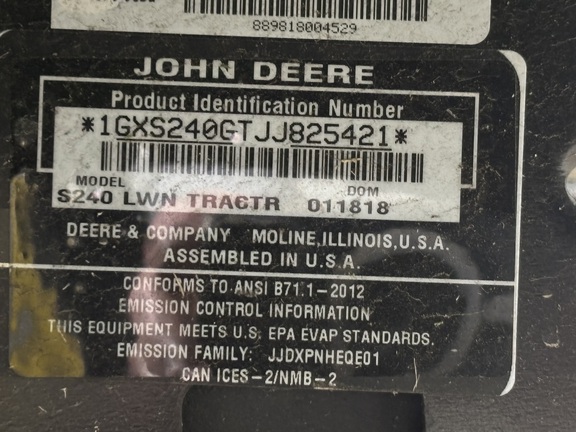 889818004529
JOHN DEERE
Product Identification Number
*1GXS240GTJJ825421*
MODEL DOM
S240 LWN TRACTR 011818
DEERE & COMPANY MOLINE,ILLINOIS,U.S.A.
ASSEMBLED IN U.S.A.
CONFORMS TO ANSI B71.1-2012
EMISSION CONTROL INFORMATION
THIS EQUIPMENT MEETS U.S. EPA EVAP STANDARDS.
EMISSION FAMILY: JJDXPNHEQE01
CAN ICES-2/NMB-2